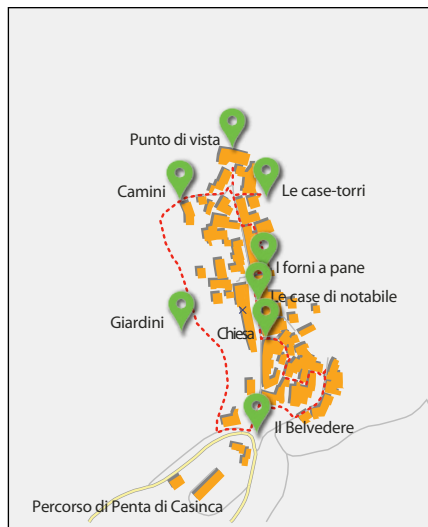 Punto di vista
Camini
Le case-torri
I forni a pane
Le case di notabile
Giardini
Chiesa
Il Belvedere
Percorso di Penta di Casinca